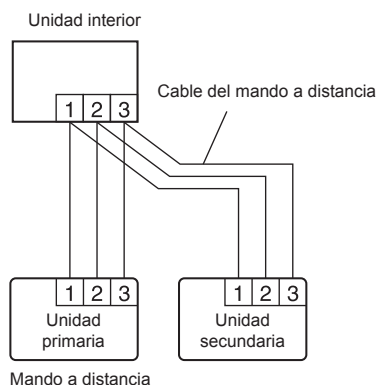 Unidad interior
Cable del mando a distancia
1 2 3
1 2 3
Unidad
primaria
1 2 3
Unidad
secundaria
Mando a distancia